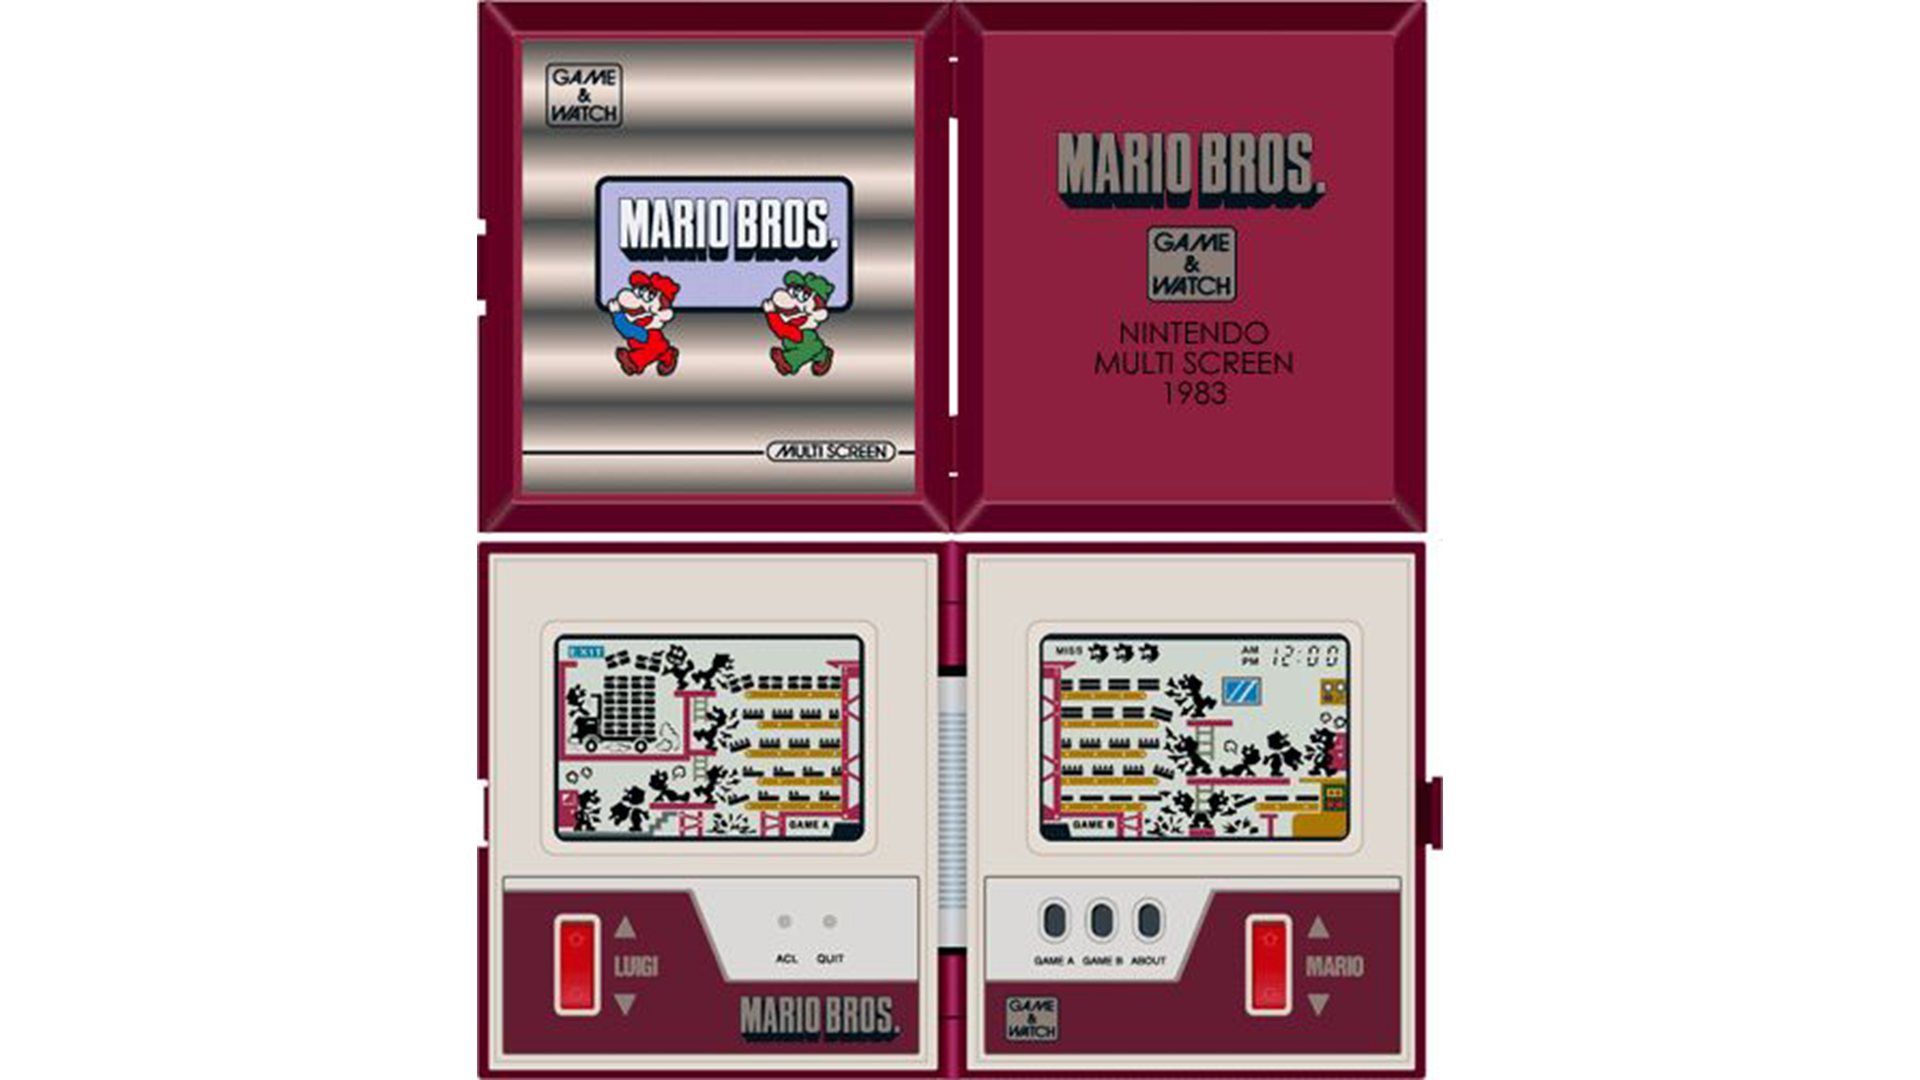 GAME
&
WATCH
MARIO BROS.
MULTI SCREEN
MARIO BROS.
GAME
&
WATCH
NINTENDO
MULTI SCREEN
1983
EXIT
GAME A
MISS
AM
PM
12:00
GAME B
LUIGI
ACL QUIT
MARIO BROS.
GAME A GAME B ABOUT
MARIO
GAME
&
WATCH